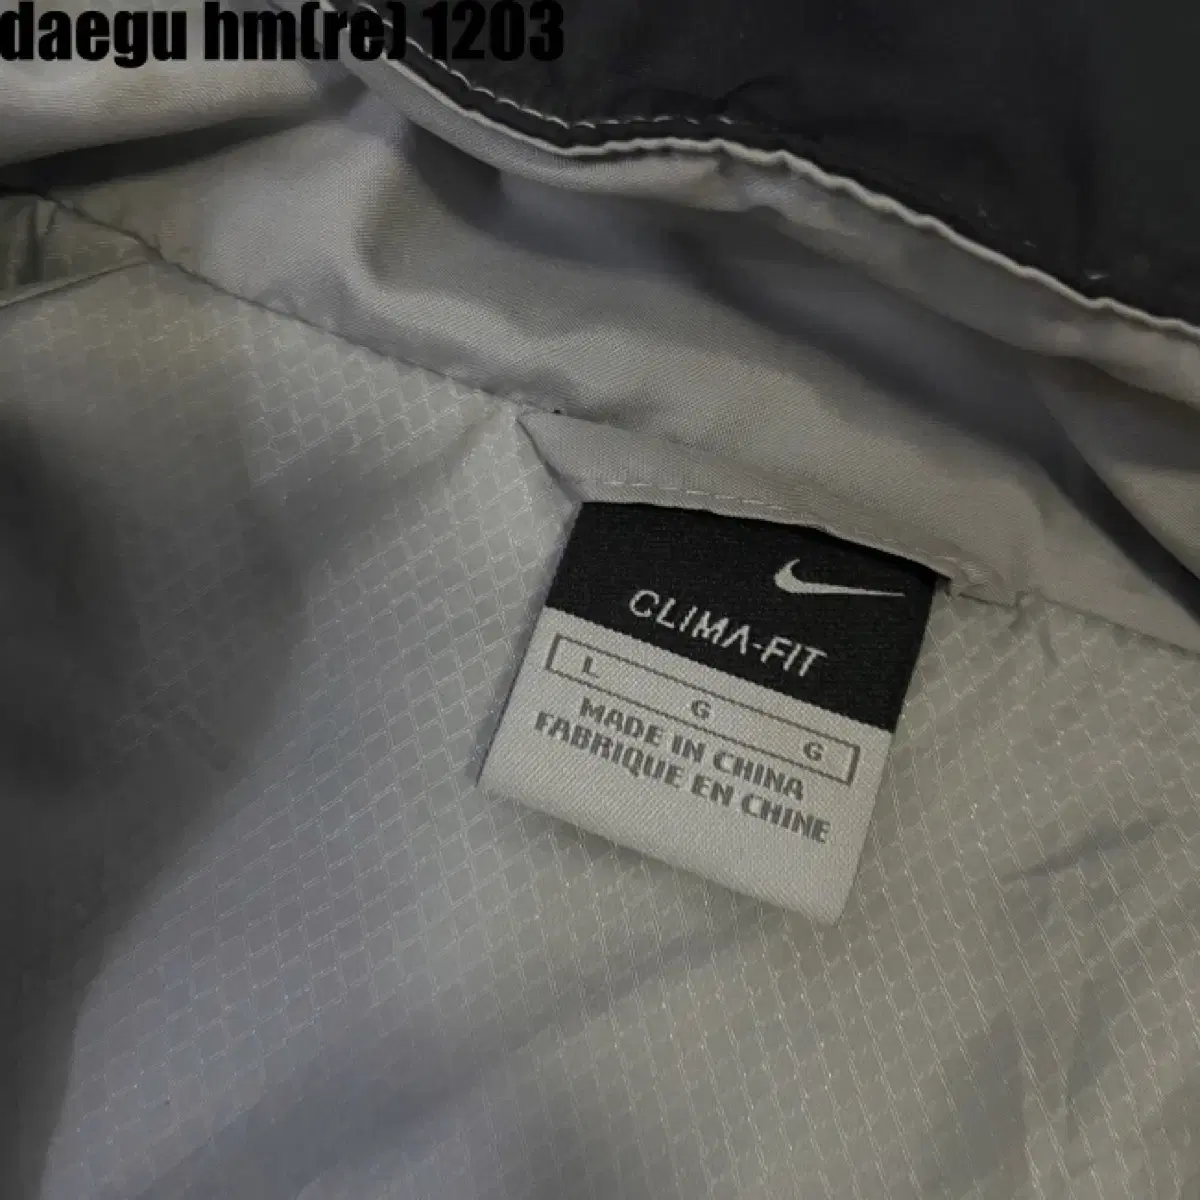 daegu hm(re) 1203
CLIMA-FIT
L G G
MADE IN CHINA
FABRIQUE EN CHINE